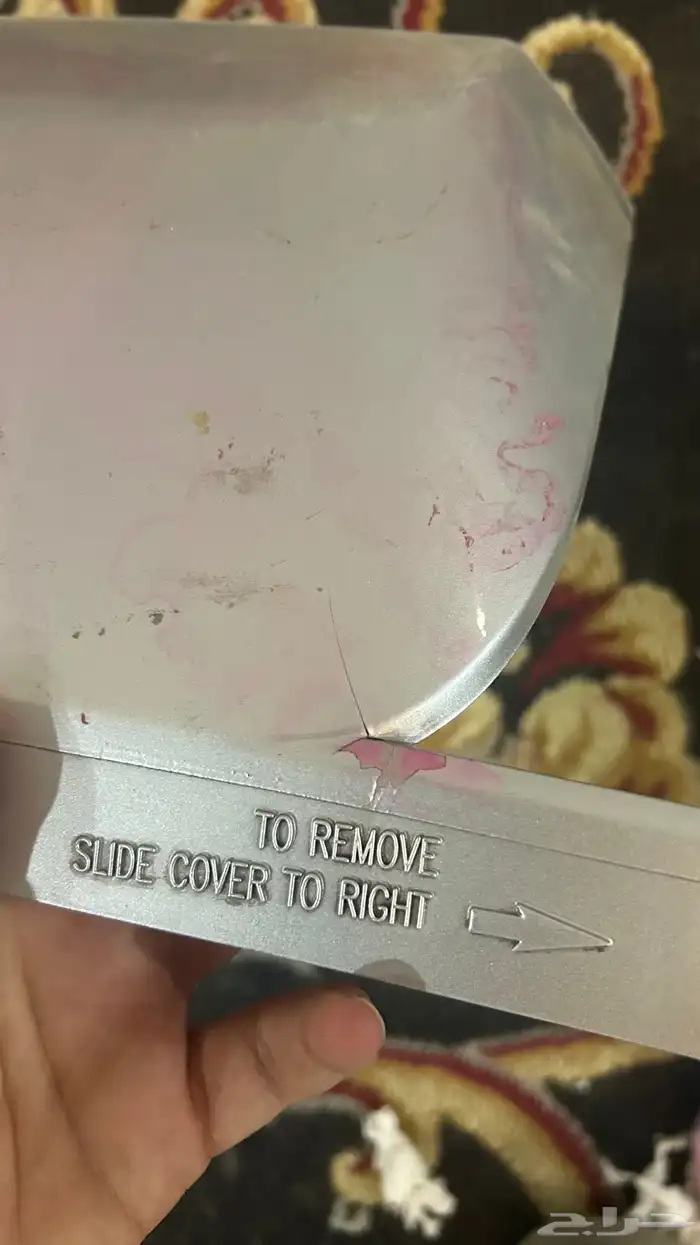 TO REMOVE
SLIDE COVER TO RIGHT
حراج